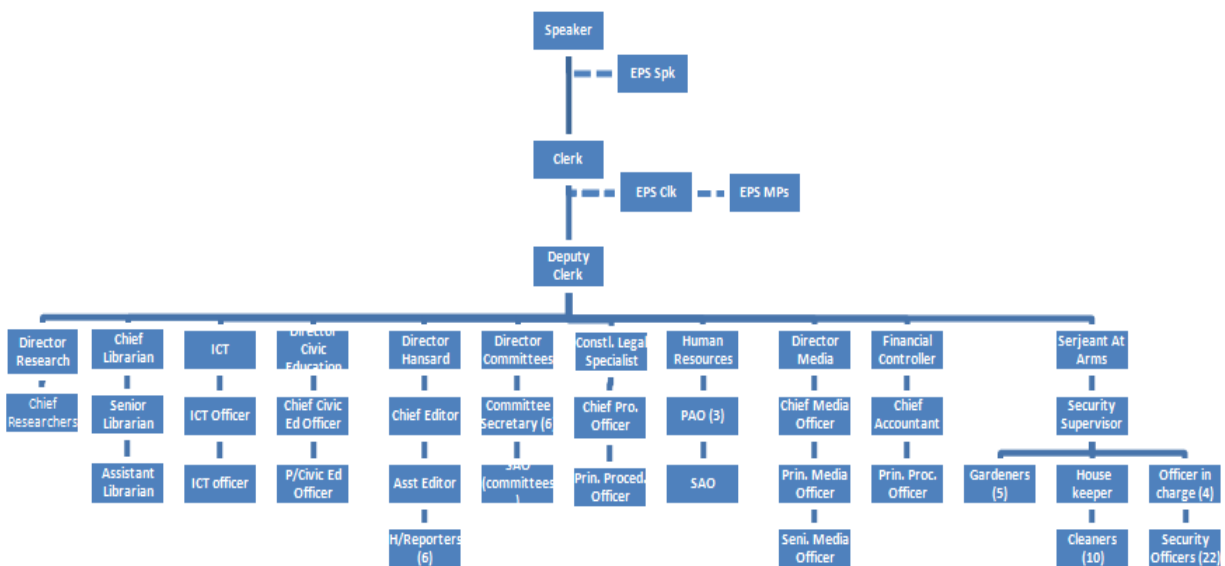 Speaker
EPS Spk
Clerk
EPS Clk
EPS MPs
Deputy
Clerk
Director
Research
Chief
Librarian
ICT
Director
Civic
Education
Director
Hansard
Director
Committees
Constl. Legal
Specialist
Human
Resources
Director
Media
Financial
Controller
Serjeant At
Arms
Chief
Researchers
Senior
Librarian
ICT Officer
Chief Civic
Ed Officer
Chief Editor
Committee
Secretary (6
Chief Pro.
Officer
PAO (3)
Chief Media
Officer
Chief
Accountant
Security
Supervisor
Assistant
Librarian
ICT officer
P/Civic Ed
Officer
Asst Editor
SAO
(committees
)
Prin. Proced.
Officer
SAO
Prin. Media
Officer
Prin. Proc.
Officer
Gardeners
(5)
House
keeper
Officer in
charge (4)
H/Reporters
(6)
Seni. Media
Officer
Cleaners
(10)
Security
Officers (22)